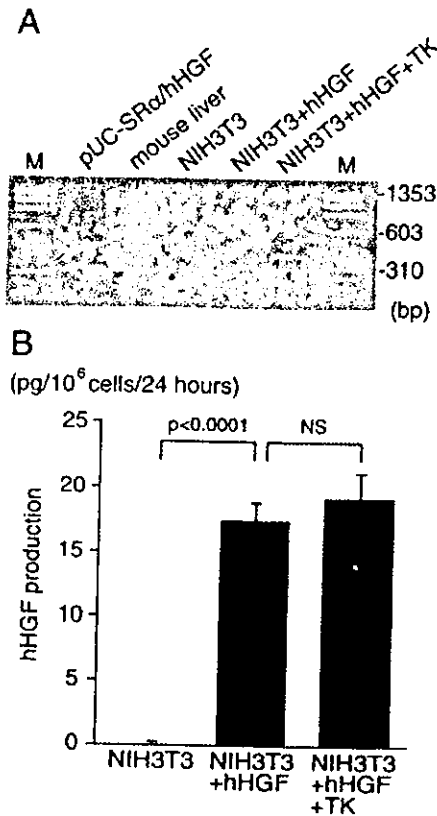 A
M
pUC-SRα/hHGF
mouse liver
NIH3T3
NIH3T3+hHGF
NIH3T3+hHGF+TK
M
-1353
-603
-310
(bp)
B
(pg/10⁶ cells/24 hours)
p<0.0001
NS
25
20
15
10
5
0
hHGF production
NIH3T3
NIH3T3
+hHGF
NIH3T3
+hHGF
+TK